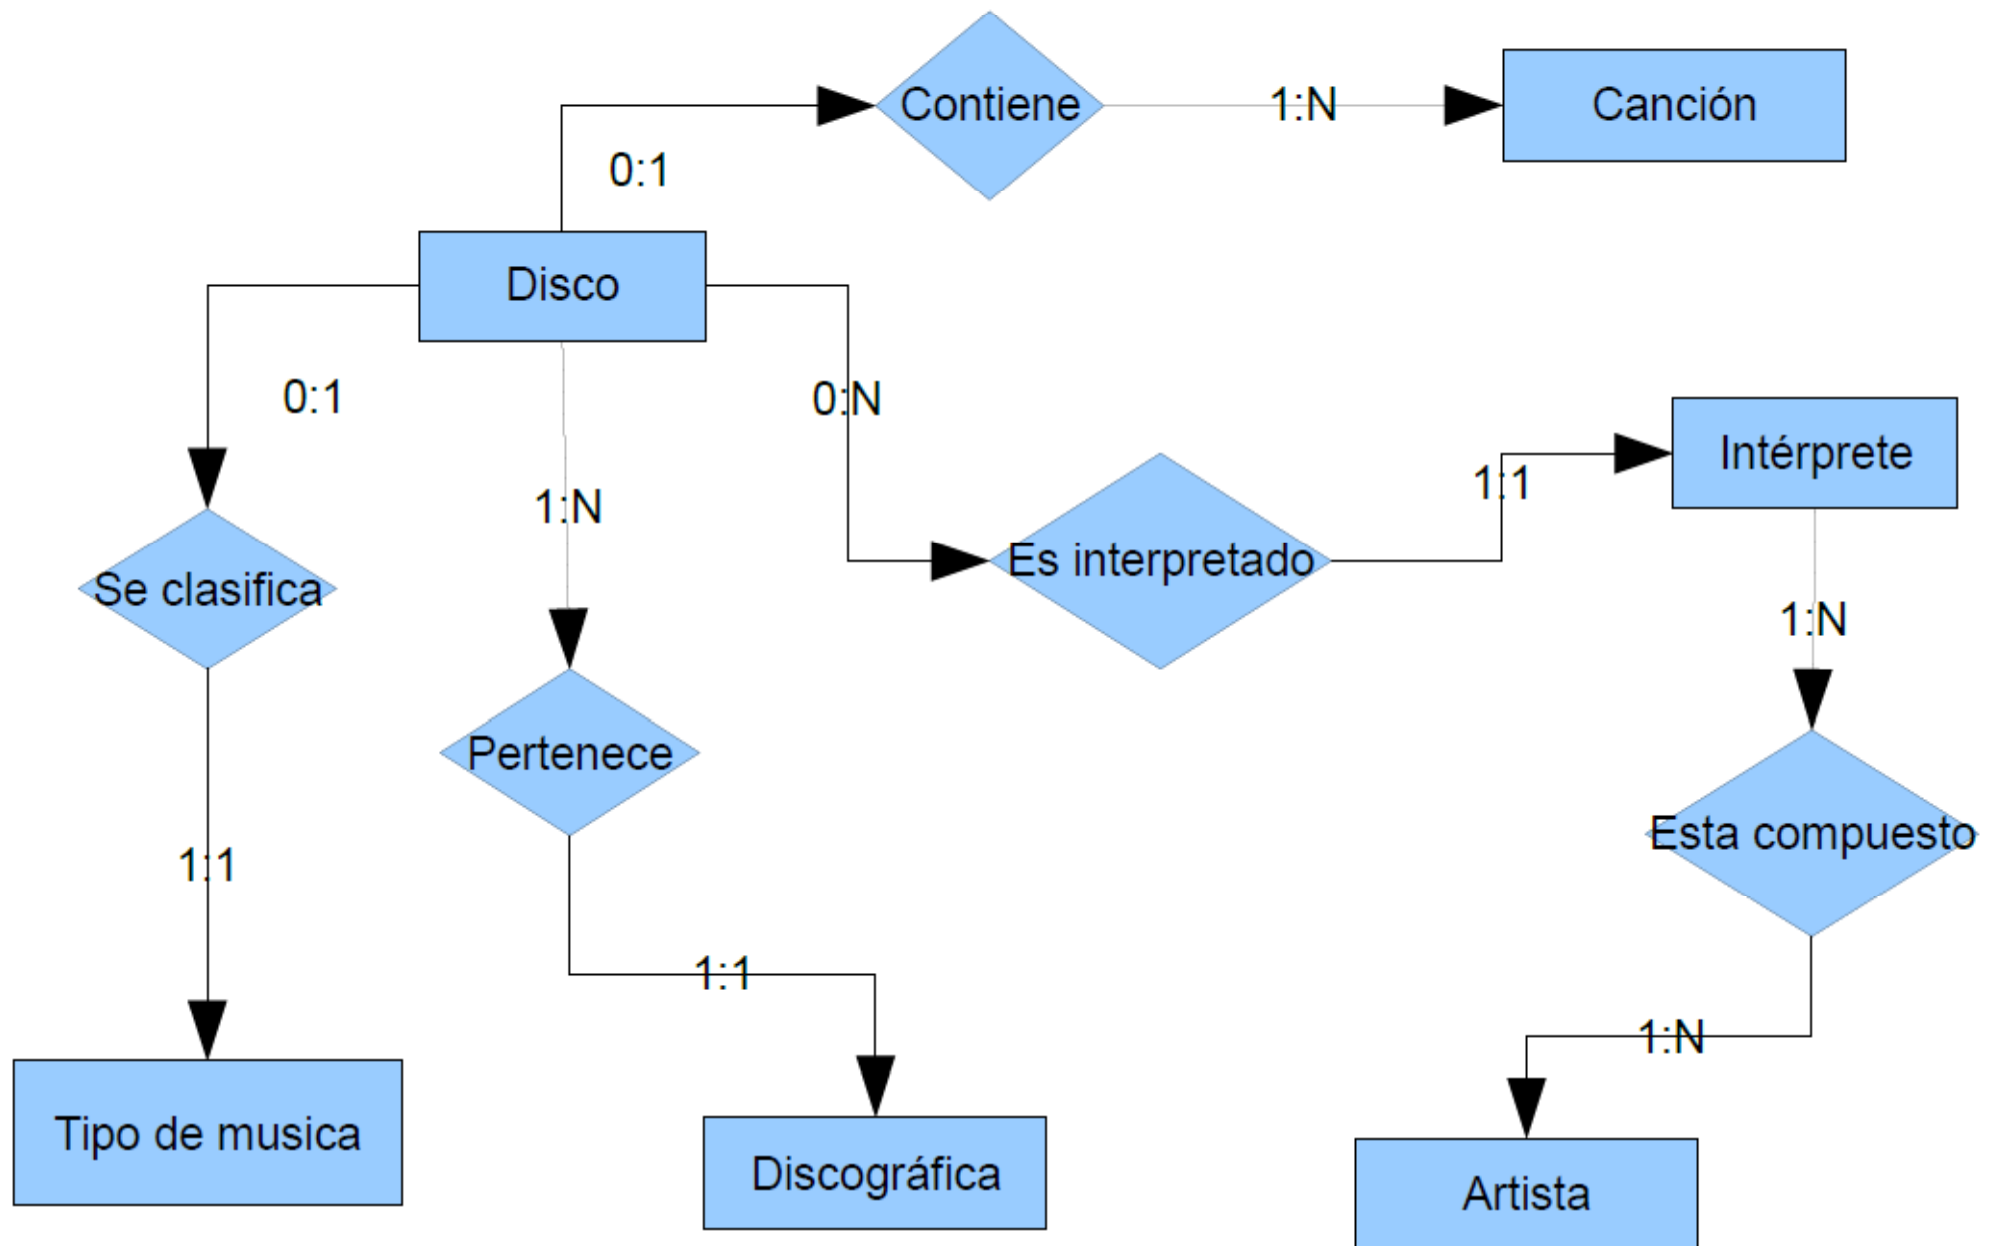 Contiene
1:N
Canción
0:1
Disco
0:1
0:N
1:N
Intérprete
1:1
Es interpretado
Se clasifica
1:N
Pertenece
Esta compuesto
1:1
1:1
1:N
Tipo de musica
Discográfica
Artista